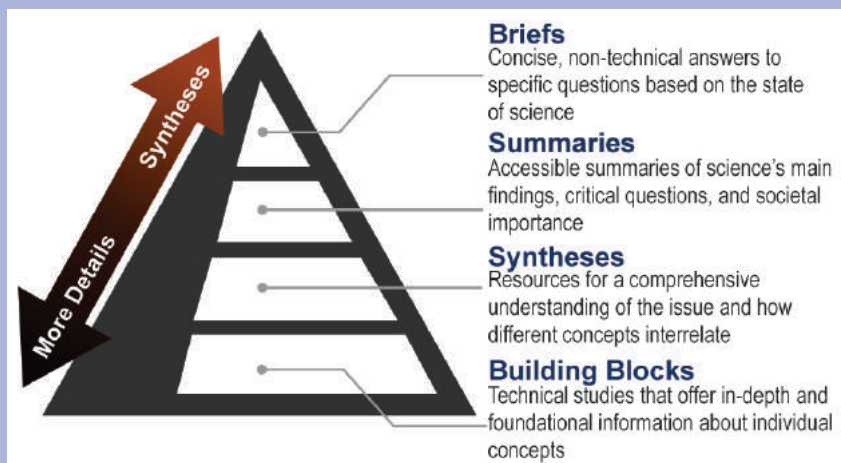 Syntheses
More Details
Briefs
Concise, non-technical answers to
specific questions based on the state
of science
Summaries
Accessible summaries of science's main
findings, critical questions, and societal
importance
Syntheses
Resources for a comprehensive
understanding of the issue and how
different concepts interrelate
Building Blocks
Technical studies that offer in-depth and
foundational information about individual
concepts